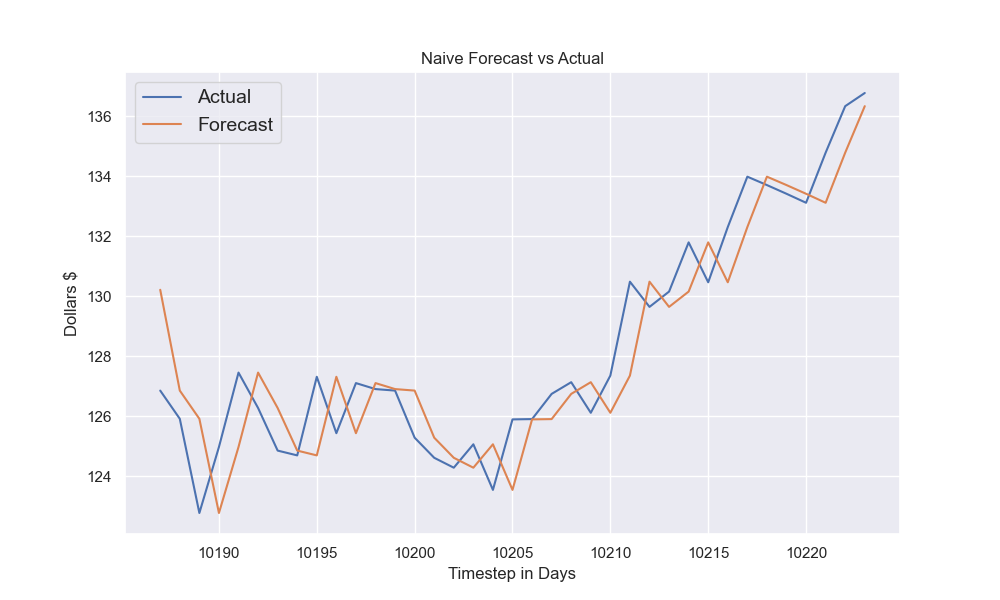 Naive Forecast vs Actual
Actual
Forecast
Dollars $
136
134
132
130
128
126
124
10190 10195 10200 10205 10210 10215 10220
Timestep in Days